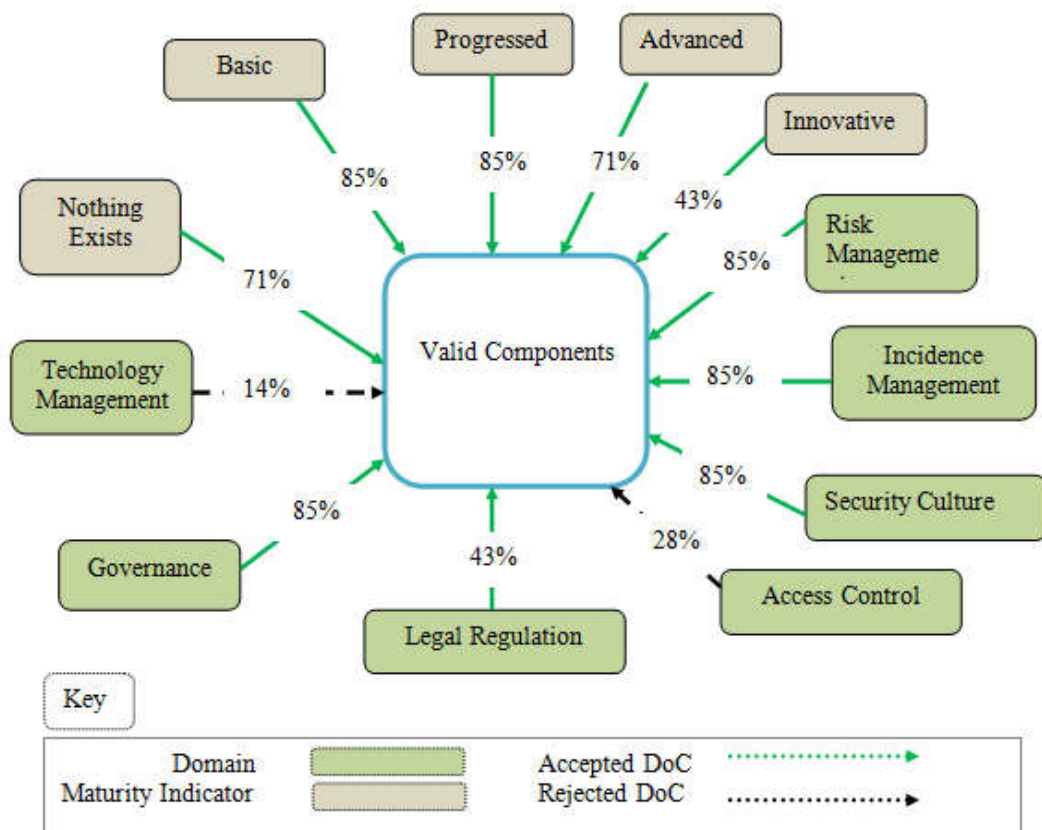 Progressed
Advanced
Basic
Innovative
85%
85%
71%
43%
Nothing
Exists
Risk
Manageme
71%
85%
Valid Components
Technology
Management
14%
85%
Incidence
Management
85%
Security Culture
85%
Governance
43%
28%
Legal Regulation
Access Control
Key
Domain
Accepted DoC
Maturity Indicator
Rejected DoC